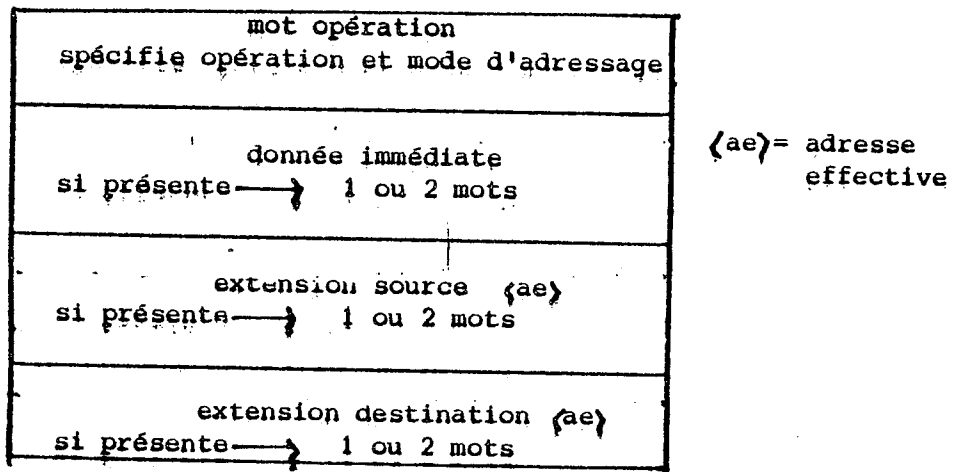 mot opération
spécifie opération et mode d'adressage
donnée immédiate
si présente → 1 ou 2 mots
extension source ⟨ae⟩
si présente → 1 ou 2 mots
extension destination ⟨ae⟩
si présente → 1 ou 2 mots
⟨ae⟩= adresse
effective